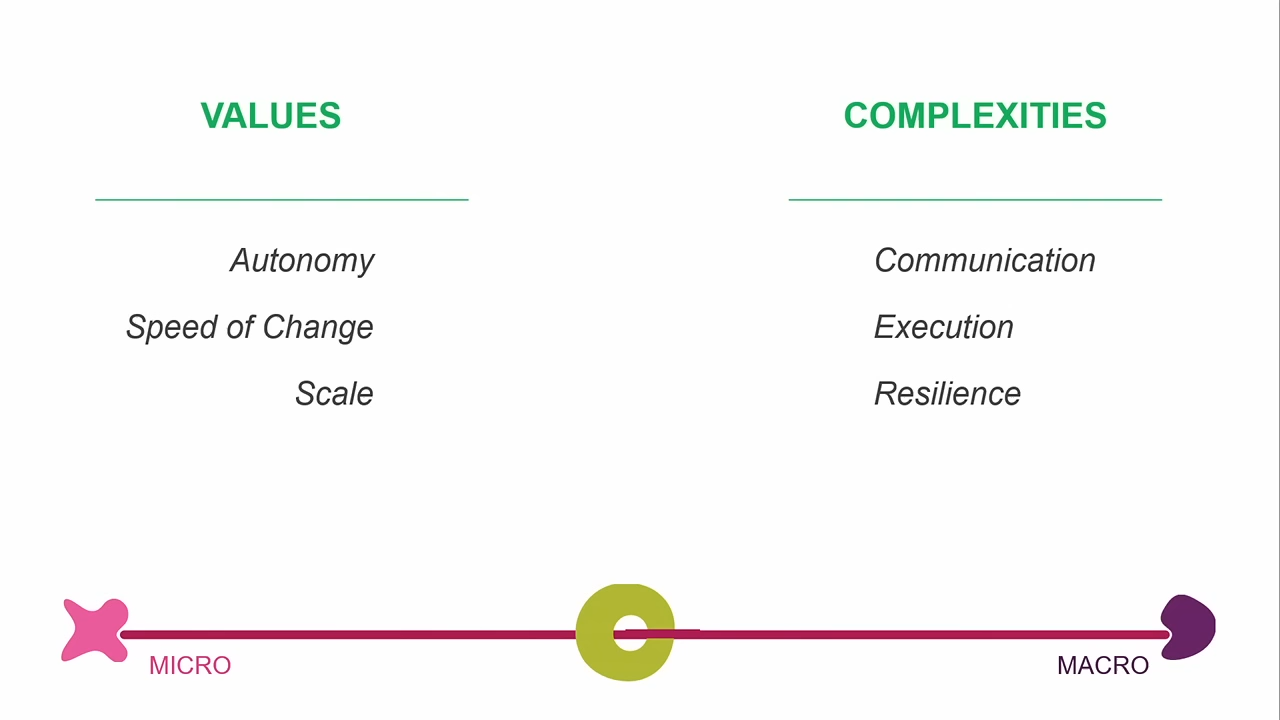 VALUES
Autonomy
Speed of Change
Scale
COMPLEXITIES
Communication
Execution
Resilience
MICRO
MACRO